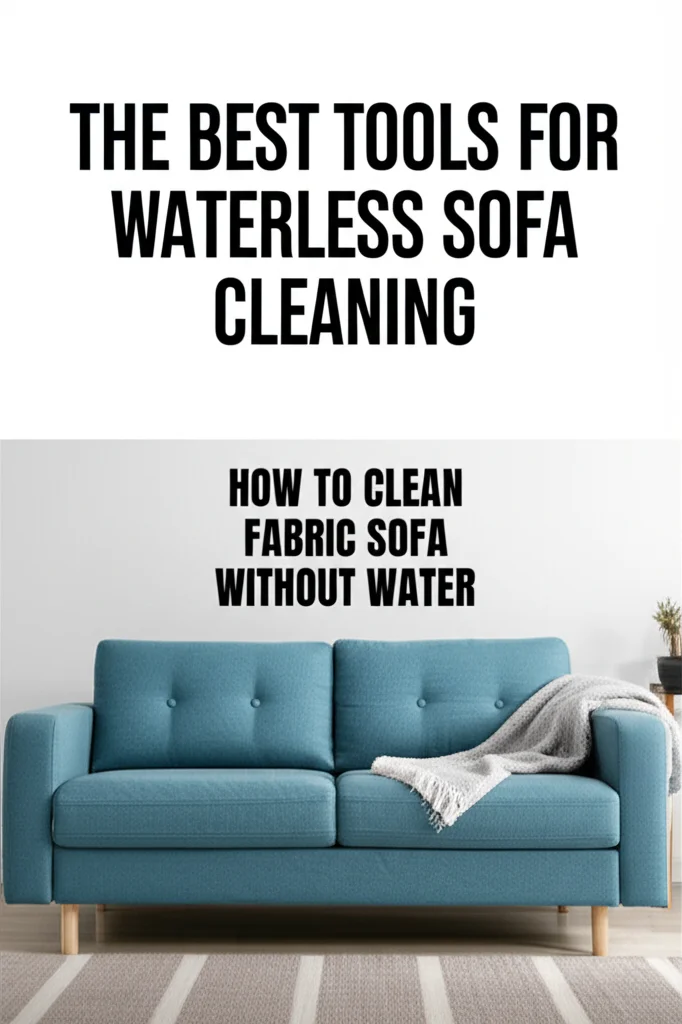 THE BEST TOOLS FOR
WATERLESS SOFA
CLEANING
HOW TO CLEAN
FABRIC SOFA
WITHOUT WATER